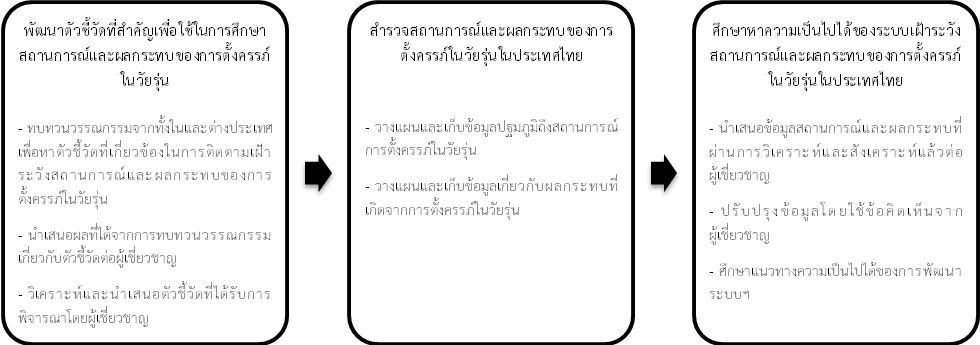 พัฒนาตัวชี้วัดที่สำคัญเพื่อใช้ในการศึกษา
สถานการณ์และผลกระทบของการตั้งครรภ์
ในวัยรุ่น
- ทบทวนวรรณกรรมจากทั้งในและต่างประเทศ
เพื่อหาตัวชี้วัดที่เกี่ยวข้องในการติดตามเฝ้า
ระวังสถานการณ์และผลกระทบของการ
ตั้งครรภ์ในวัยรุ่น
- นำเสนอผลที่ได้จากการทบทวนวรรณกรรม
เกี่ยวกับตัวชี้วัดต่อผู้เชี่ยวชาญ
- วิเคราะห์และนำเสนอตัวชี้วัดที่ได้รับการ
พิจารณาโดยผู้เชี่ยวชาญ
สำรวจสถานการณ์และผลกระทบของการ
ตั้งครรภ์ในวัยรุ่นในประเทศไทย
- วางแผนและเก็บข้อมูลปฐมภูมิถึงสถานการณ์
การตั้งครรภ์ในวัยรุ่น
- วางแผนและเก็บข้อมูลเกี่ยวกับผลกระทบที่
เกิดจากการตั้งครรภ์ในวัยรุ่น
ศึกษาหาความเป็นไปได้ของระบบเฝ้าระวัง
สถานการณ์และผลกระทบของการตั้งครรภ์
ในวัยรุ่นในประเทศไทย
- นำเสนอข้อมูลสถานการณ์และผลกระทบที่
ผ่านการวิเคราะห์และสังเคราะห์แล้วต่อ
ผู้เชี่ยวชาญ
- ปรับปรุงข้อมูลโดยใช้ข้อคิดเห็นจาก
ผู้เชี่ยวชาญ
- ศึกษาแนวทางความเป็นไปได้ของการพัฒนา
ระบบฯ